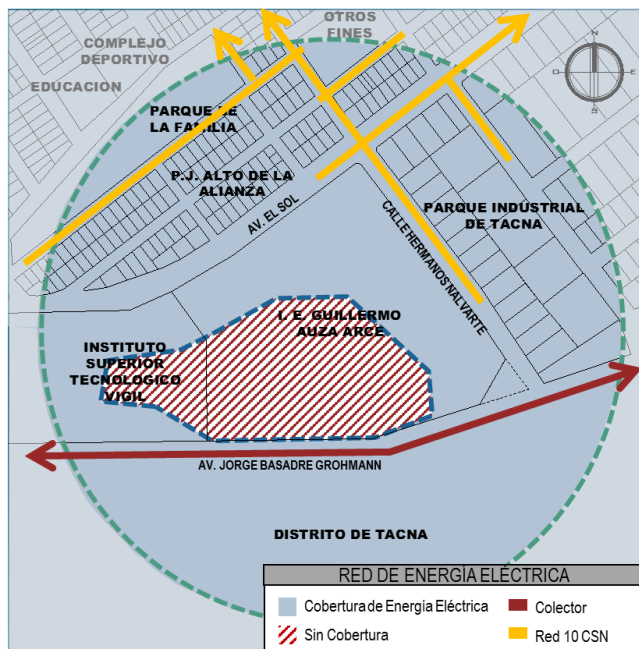 OTROS
FINES
COMPLEJO
DEPORTIVO
EDUCACION
N
O
E
S
PARQUE DE
LA FAMILIA
P.J. ALTO DE LA
ALIANZA
AV. EL SOL
CALLE HERMANOS NALVARTE
PARQUE INDUSTRIAL
DE TACNA
I. E. GUILLERMO
AUZA ARCE
INSTITUTO
SUPERIOR
TECNOLOGICO
VIGIL
AV. JORGE BASADRE GROHMANN
DISTRITO DE TACNA
RED DE ENERGÍA ELÉCTRICA
Cobertura de Energía Eléctrica
Colector
Sin Cobertura
Red 10 CSN